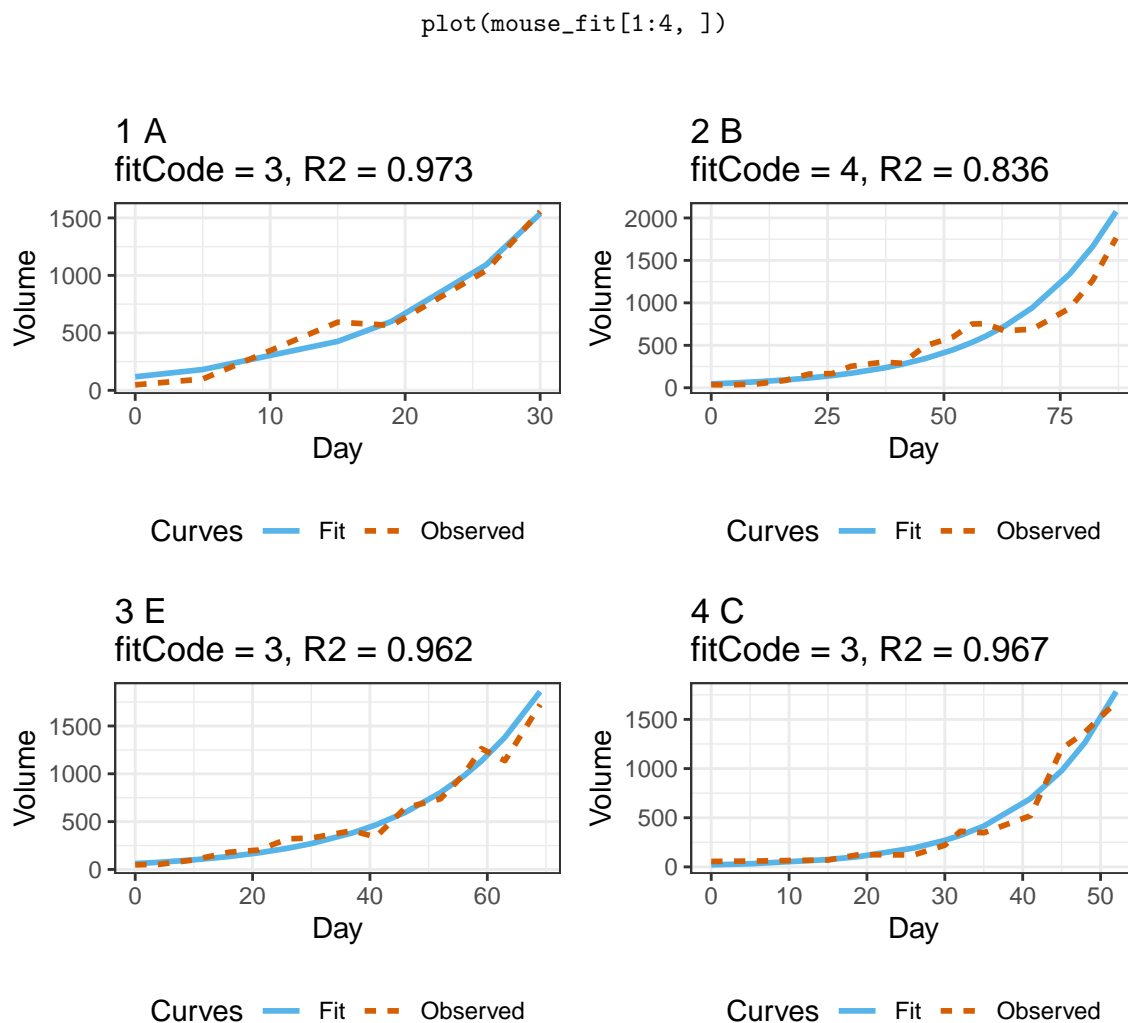 plot(mouse_fit[1:4, ])
1 A
fitCode = 3, R2 = 0.973
1500
1000
500
0
Volume
0 10 20 30
Day
Curves Fit Observed
2 B
fitCode = 4, R2 = 0.836
2000
1500
1000
500
0
Volume
0 25 50 75
Day
Curves Fit Observed
3 E
fitCode = 3, R2 = 0.962
1500
1000
500
0
Volume
0 20 40 60
Day
Curves Fit Observed
4 C
fitCode = 3, R2 = 0.967
1500
1000
500
0
Volume
0 10 20 30 40 50
Day
Curves Fit Observed